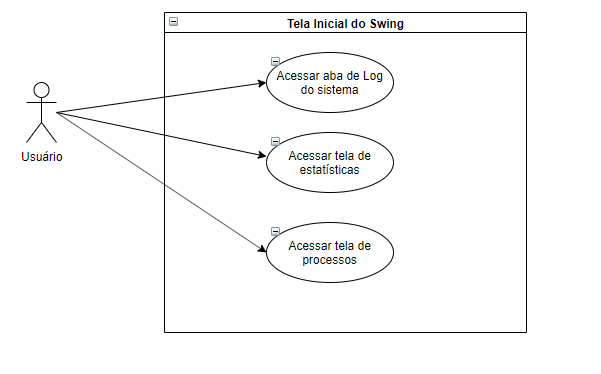 Tela Inicial do Swing
Acessar aba de Log
do sistema
Usuário
Acessar tela de
estatísticas
Acessar tela de
processos